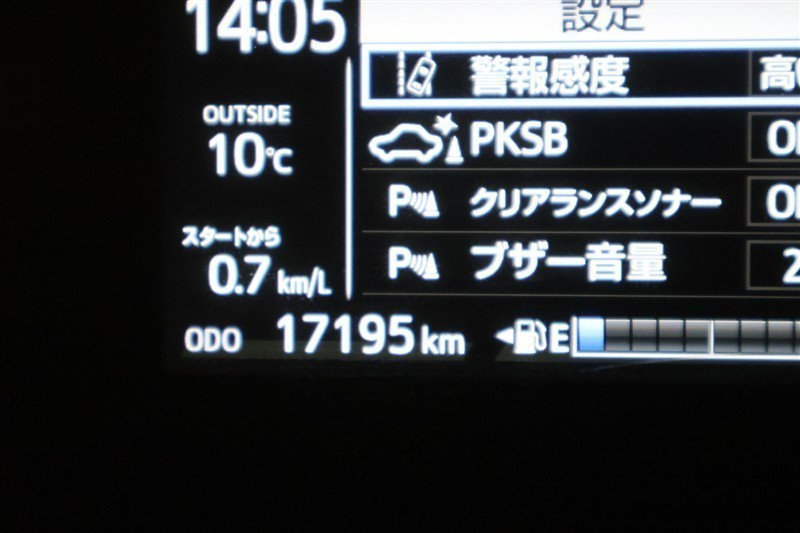 14:05
設定
警報感度
OUTSIDE
10℃
PKSB
クリアランスソナー
スタートから
0.7 km/L
ブザー音量
2
ODO 17195 km
E